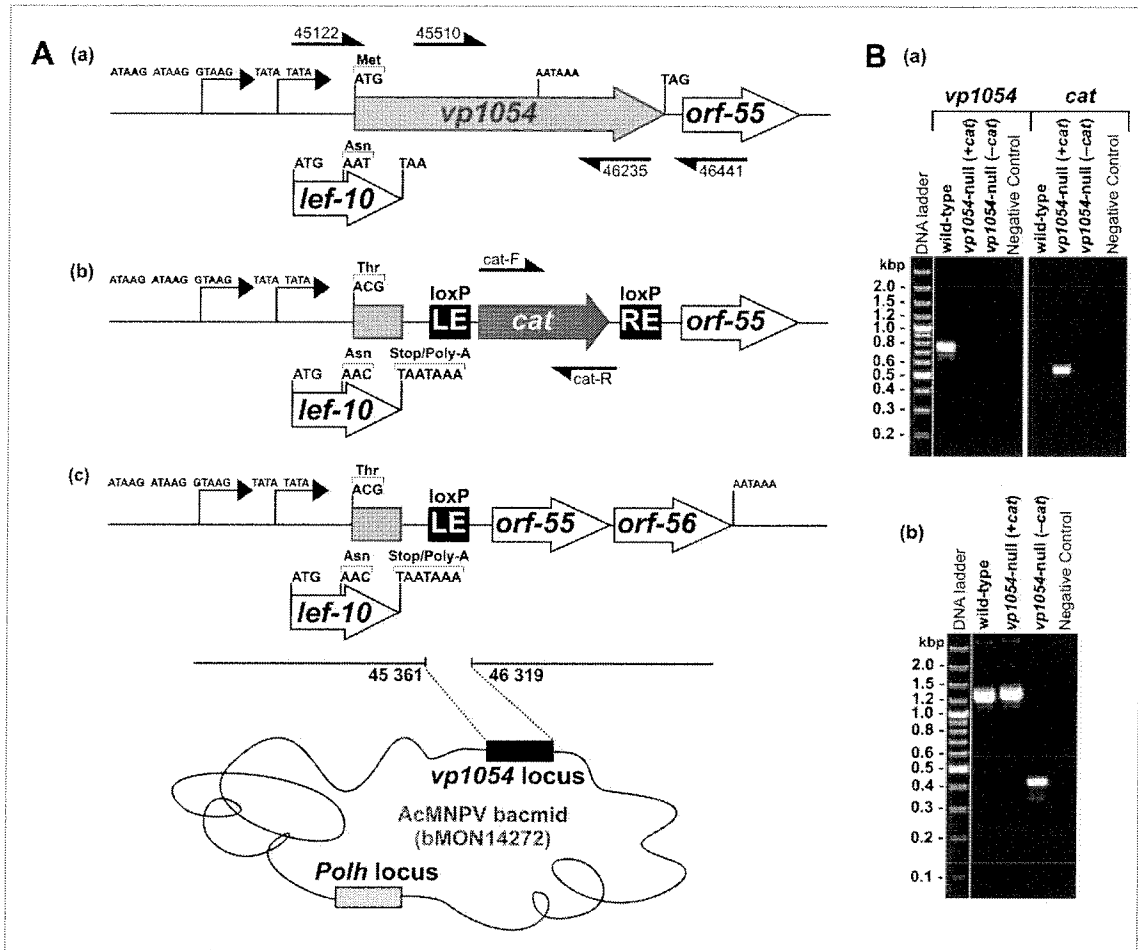 A (a)
45122
45510
ATAAG ATAAG GTAAG TATA TATA
Met
ATG
AATAAA
TAG
vp1054
orf-55
46235
46441
ATG
Asn
AAT
TAA
lef-10
(b)
ATAAG ATAAG GTAAG TATA TATA
Thr
ACG
loxP
LE
cat-F
cat
loxP
RE
orf-55
cat-R
ATG
Asn
AAC
Stop/Poly-A
TAATAAA
lef-10
(c)
ATAAG ATAAG GTAAG TATA TATA
Thr
ACG
loxP
LE
orf-55
orf-56
AATAAA
ATG
Asn
AAC
Stop/Poly-A
TAATAAA
lef-10
45 361
46 319
vp1054 locus
AcMNPV bacmid
(bMON14272)
Polh locus
B (a)
vp1054
cat
DNA ladder
wild-type
vp1054-null (+cat)
vp1054-null (–cat)
Negative Control
wild-type
vp1054-null (+cat)
vp1054-null (–cat)
Negative Control
kbp
2.0 -
1.5 -
1.2 -
1.0 -
0.8 -
0.6 -
0.5 -
0.4 -
0.3 -
0.2 -
(b)
DNA ladder
wild-type
vp1054-null (+cat)
vp1054-null (–cat)
Negative Control
kbp
2.0 -
1.5 -
1.2 -
1.0 -
0.8 -
0.6 -
0.5 -
0.4 -
0.3 -
0.2 -
0.1 -